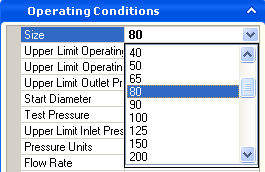 Operating Conditions
Size 80
Upper Limit Operating
Upper Limit Operatin
Upper Limit Outlet Pr
Start Diameter
Test Pressure
Upper Limit Inlet Pres
Pressure Units
Flow Rate
40
50
65
80
90
100
125
150
200